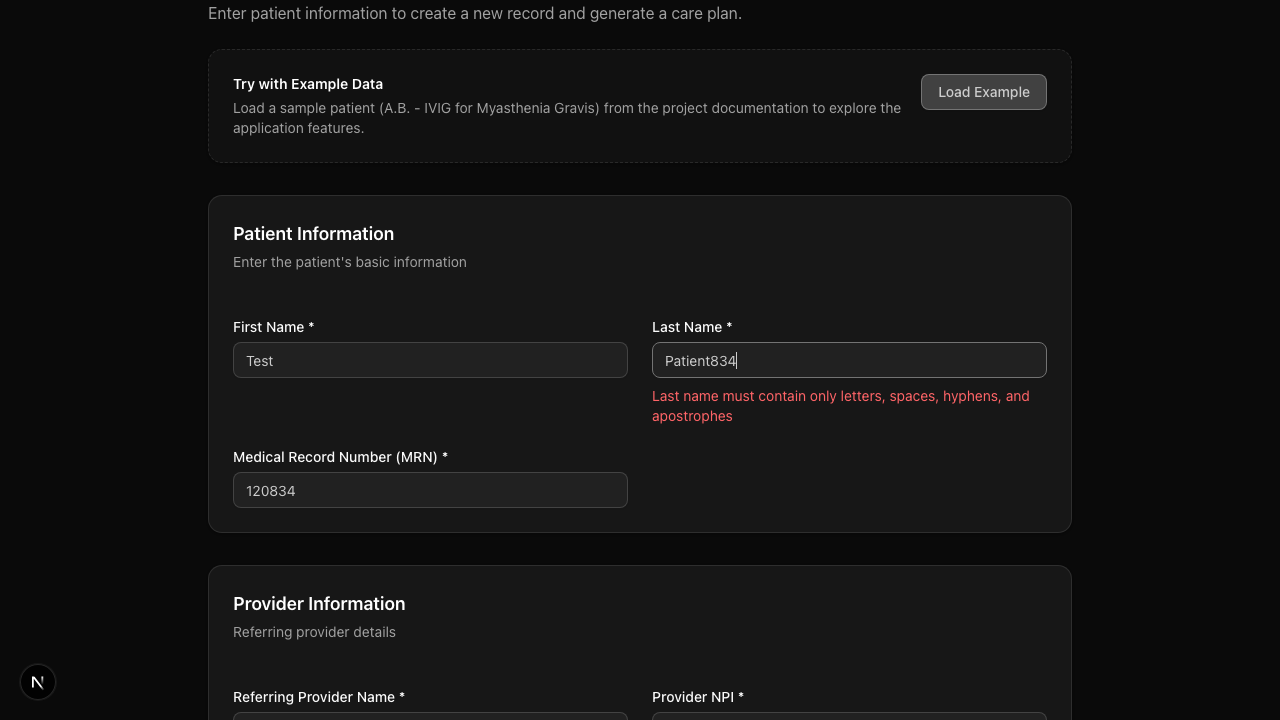 Enter patient information to create a new record and generate a care plan.
Try with Example Data
Load a sample patient (A.B. - IVIG for Myasthenia Gravis) from the project documentation to explore the
application features.
Load Example
Patient Information
Enter the patient's basic information
First Name *
Last Name *
Test
Patient834
Last name must contain only letters, spaces, hyphens, and
apostrophes
Medical Record Number (MRN) *
120834
Provider Information
Referring provider details
Referring Provider Name *
Provider NPI *
N